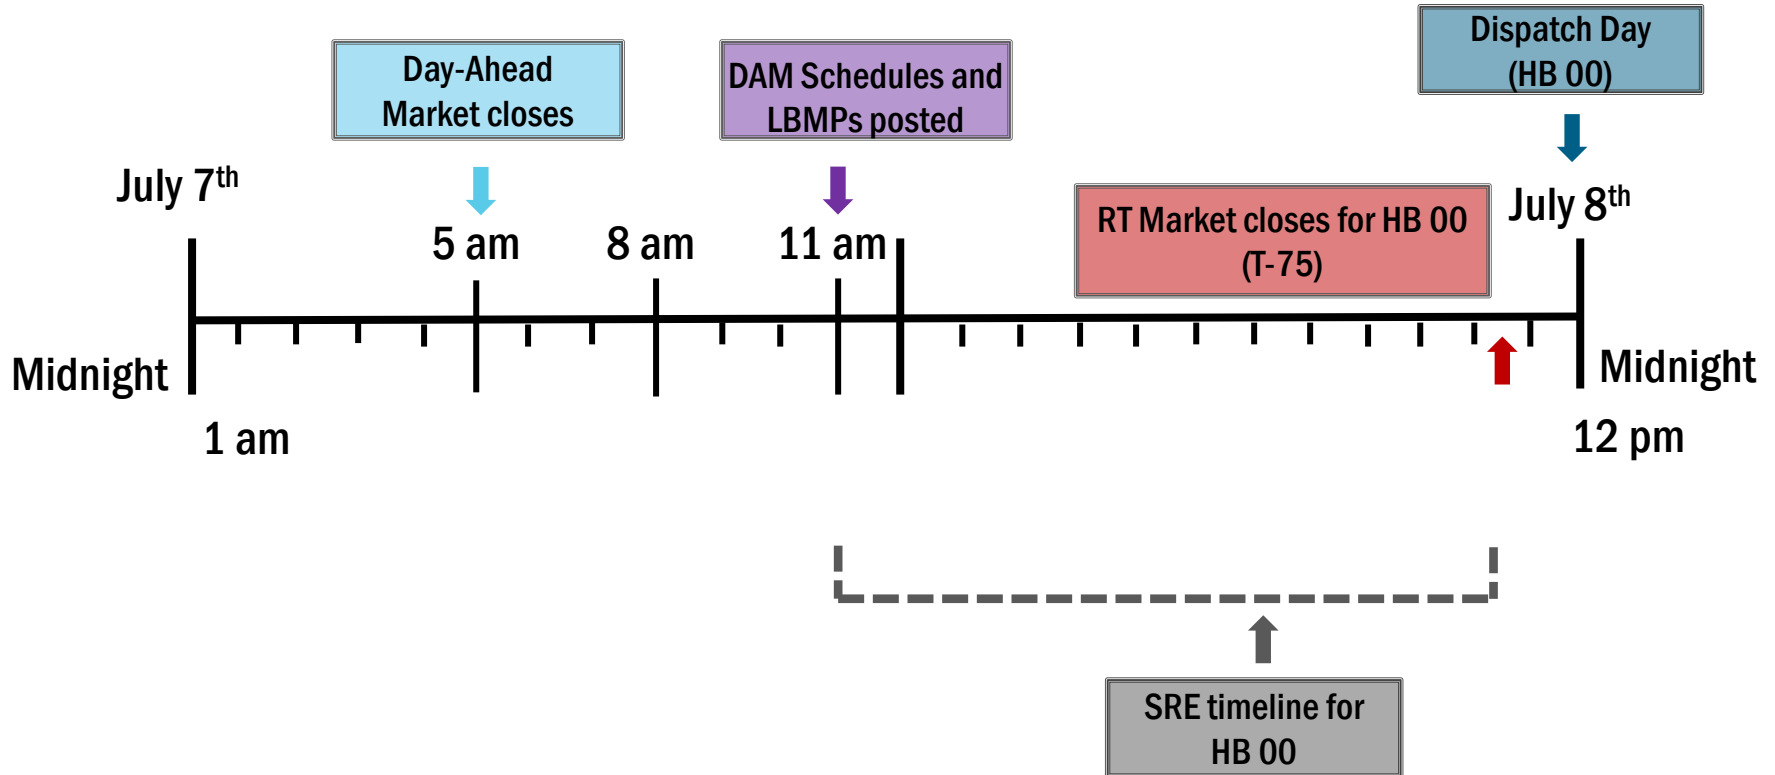 Dispatch Day
(HB 00)
Day-Ahead
Market closes
DAM Schedules and
LBMPs posted
July 7th
RT Market closes for HB 00
(T-75)
July 8th
5 am
8 am
11 am
Midnight
Midnight
1 am
12 pm
SRE timeline for
HB 00